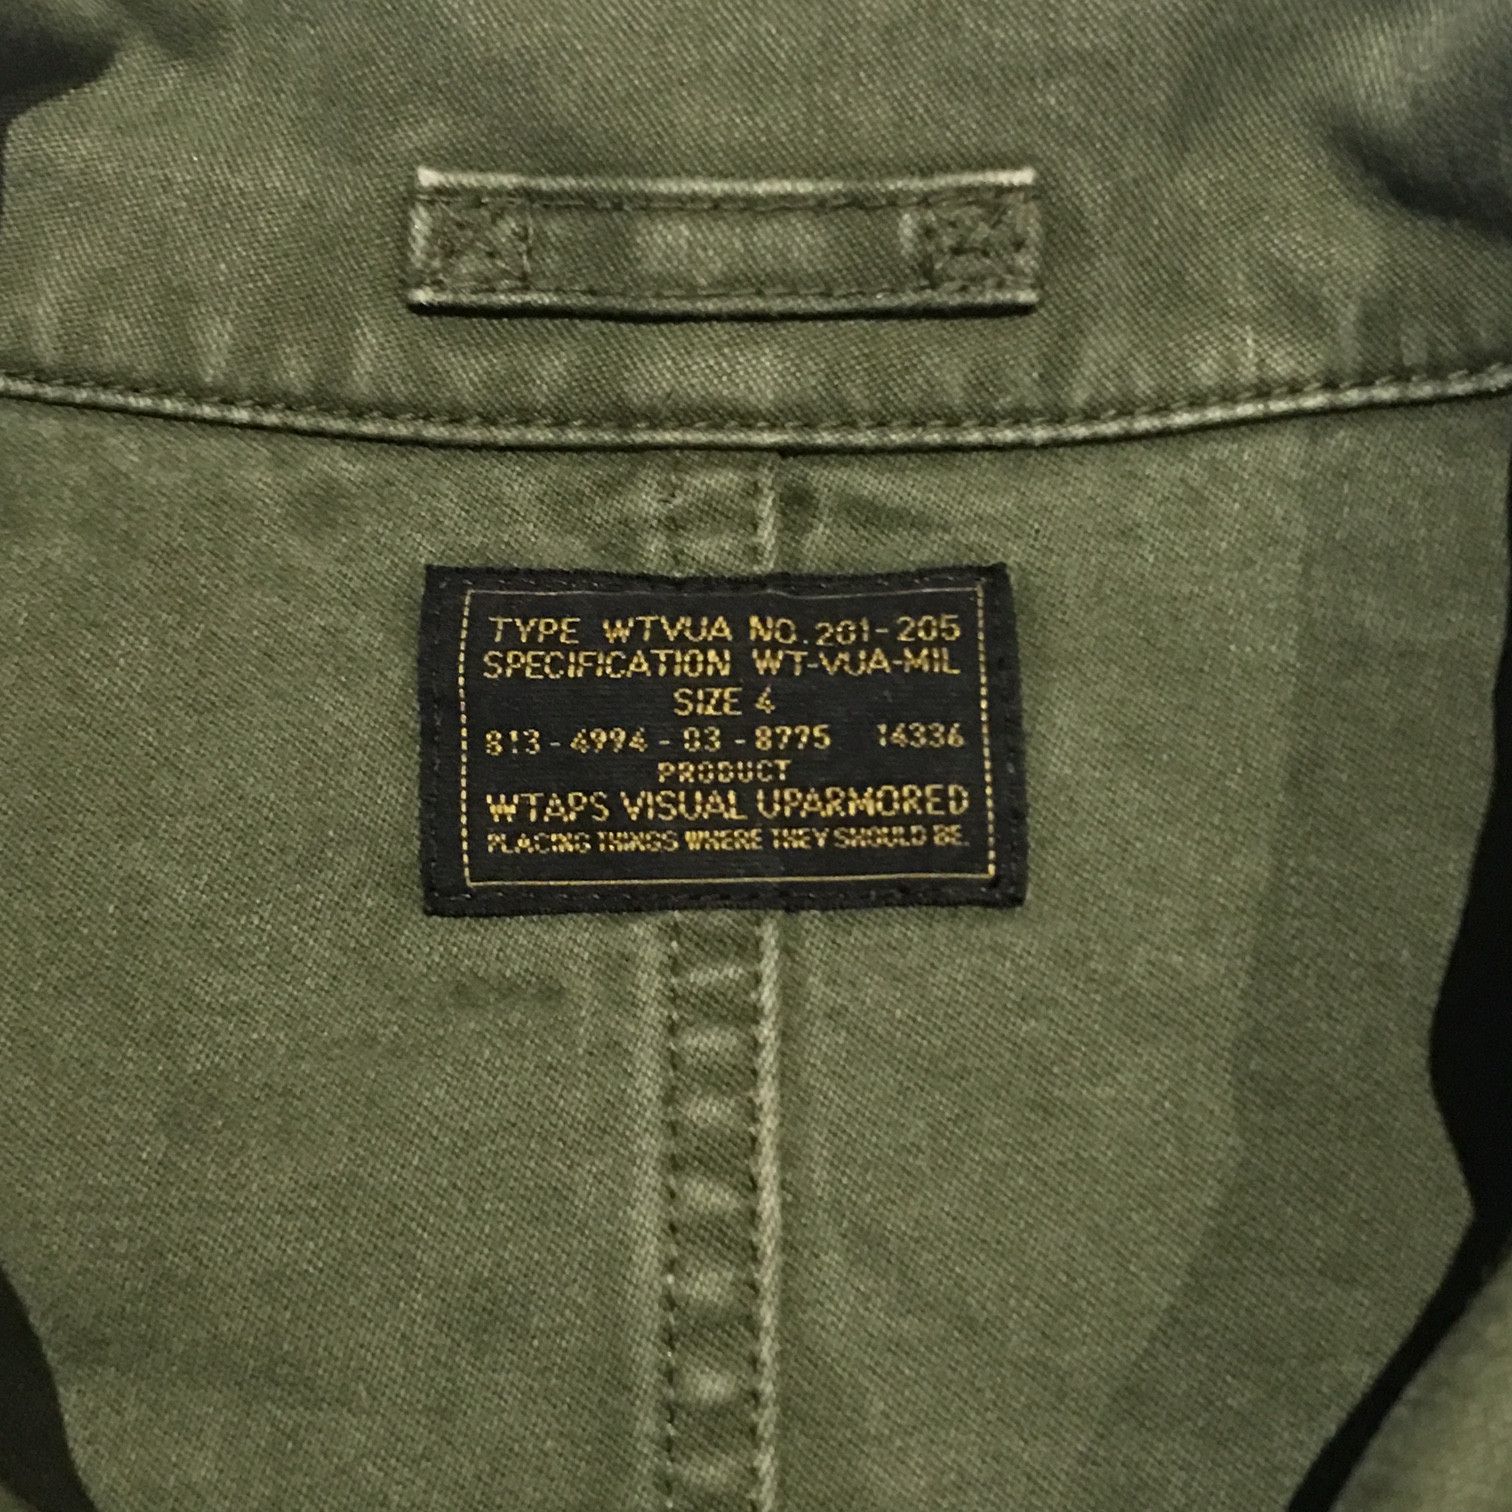 TYPE WTVUA NO.201-205
SPECIFICATION WT-VUA-MIL
SIZE 4
813-4994-03-8775 14336
PRODUCT
WTAPS VISUAL UPARMORED
PLACING THINGS WHERE THEY SHOULD BE.